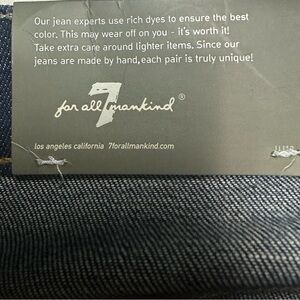 Our jean experts use rich dyes to ensure the best
color. This may wear off on you - it's worth it!
Take extra care around lighter items. Since our
jeans are made by hand,each pair is truly unique!
7
for all mankind ®
los angeles california 7forallmankind.com